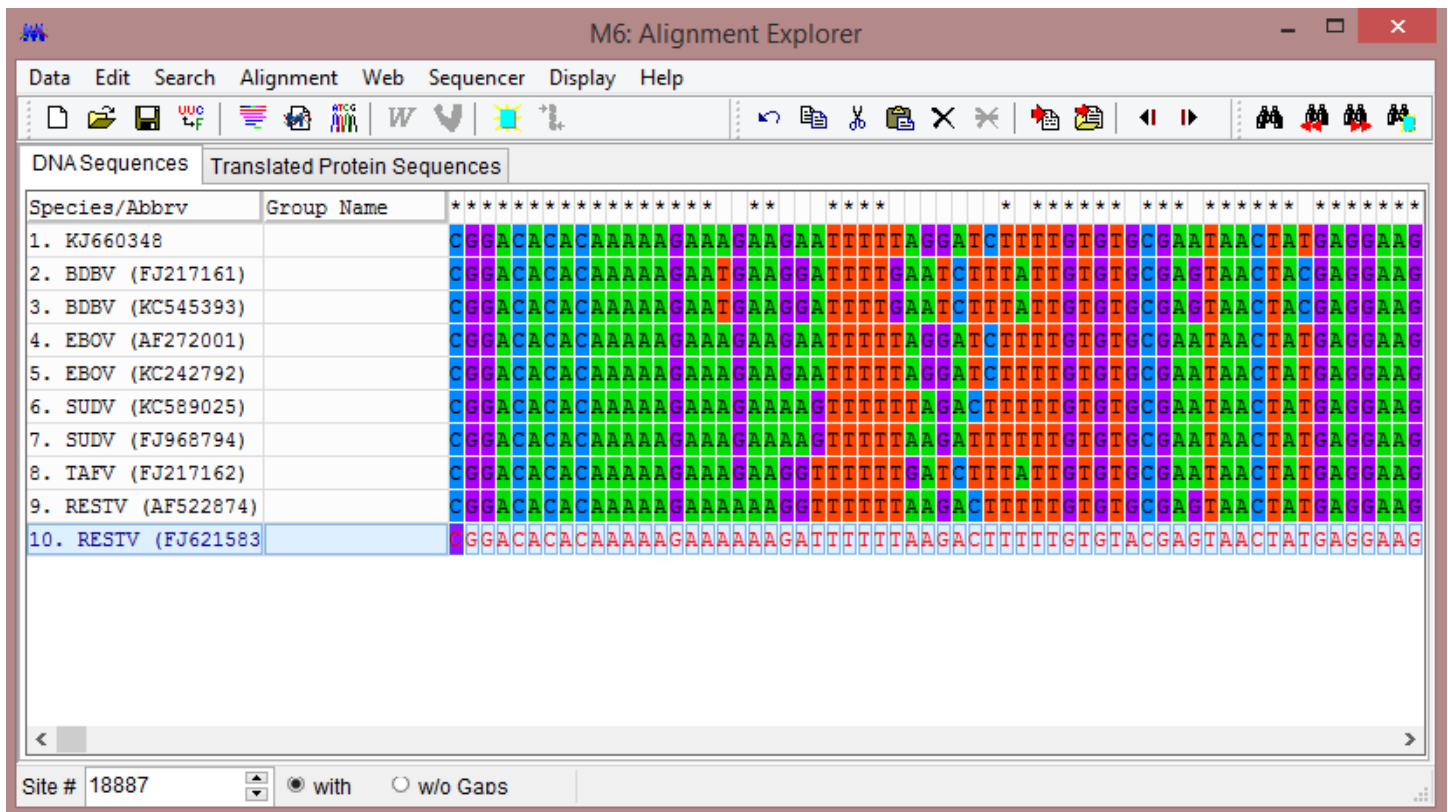 M6: Alignment Explorer
Data Edit Search Alignment Web Sequencer Display Help
UUC F ATCG W
DNA Sequences Translated Protein Sequences
Species/Abbrv Group Name ***************** ** **** * ****** *** ****** *******
1. KJ660348 CGGACACACAAAAAGAAAGAAGAATTTTTAGGATCTTTTGTGTGCGAATAACTATGAGGAAG
2. BDBV (FJ217161) CGGACACACAAAAAGAATGAAGGATTTTGAATCTTTATTGTGTGCGAGTAACTACGAGGAAG
3. BDBV (KC545393) CGGACACACAAAAAGAATGAAGGATTTTGAATCTTTATTGTGTGCGAGTAACTACGAGGAAG
4. EBOV (AF272001) CGGACACACAAAAAGAAAGAAGAATTTTTAGGATCTTTTGTGTGCGAATAACTATGAGGAAG
5. EBOV (KC242792) CGGACACACAAAAAGAAAGAAGAATTTTTAGGATCTTTTGTGTGCGAATAACTATGAGGAAG
6. SUDV (KC589025) CGGACACACAAAAAGAAAGAAAAGTTTTTTAGACTTTTTGTGTGCGAATAACTATGAGGAAG
7. SUDV (FJ968794) CGGACACACAAAAAGAAAGAAAAGTTTTTAAGATTTTTTGTGTGCGAATAACTATGAGGAAG
8. TAFV (FJ217162) CGGACACACAAAAAGAAAGAAGGTTTTTTGATCTTTATTGTGTGCGAATAACTATGAGGAAG
9. RESTV (AF522874) CGGACACACAAAAAGAAAAAAGGTTTTTTAAGACTTTTTGTGTGCGAGTAACTATGAGGAAG
10. RESTV (FJ621583 CGGACACACAAAAAGAAAAAAGATTTTTTAAGACTTTTTGTGTACGAGTAACTATGAGGAAG
Site # 18887 with w/o Gaps